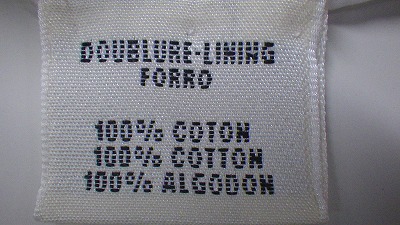 DOUBLURE-LINING
FORRO
100% COTON
100% COTTON
100% ALGODON